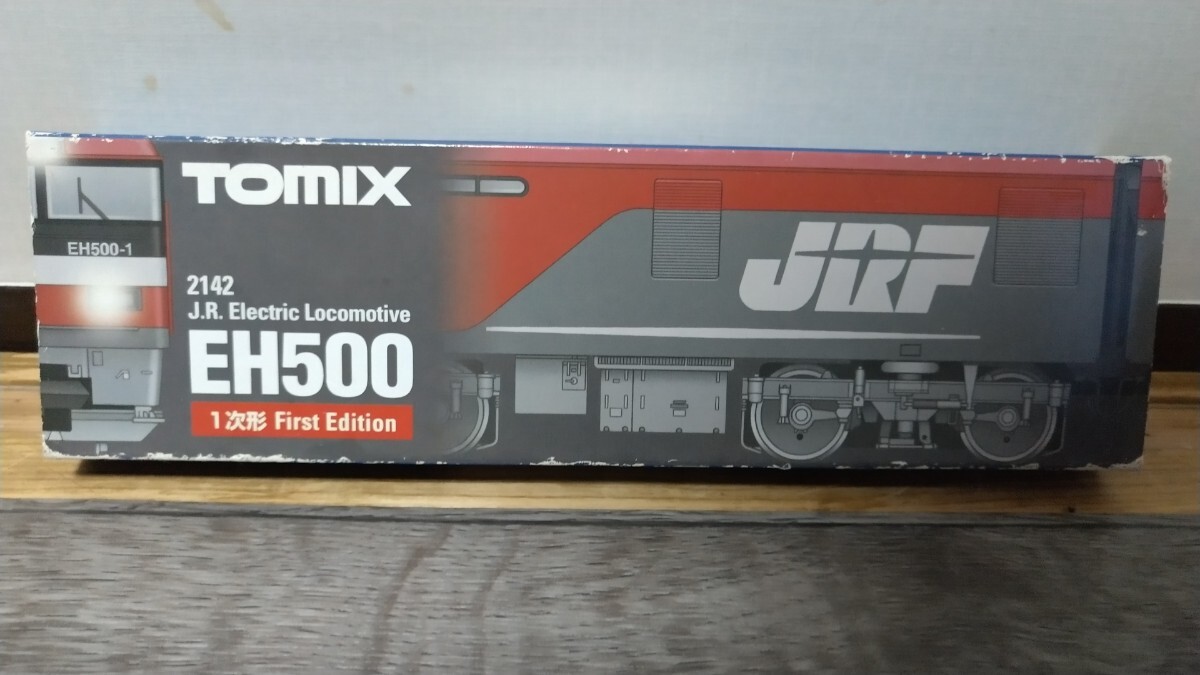 TOMIX
EH500-1
2142
J.R. Electric Locomotive
EH500
1次形 First Edition
JRF